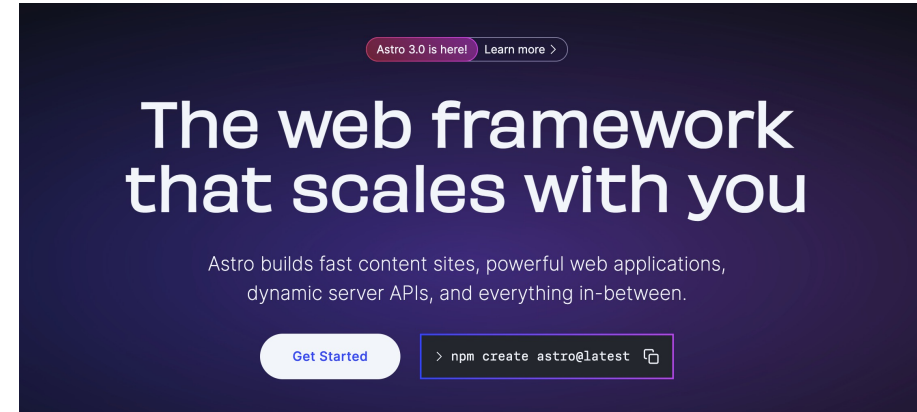 Astro 3.0 is here! Learn more >
The web framework
that scales with you
Astro builds fast content sites, powerful web applications,
dynamic server APIs, and everything in-between.
Get Started > npm create astro@latest